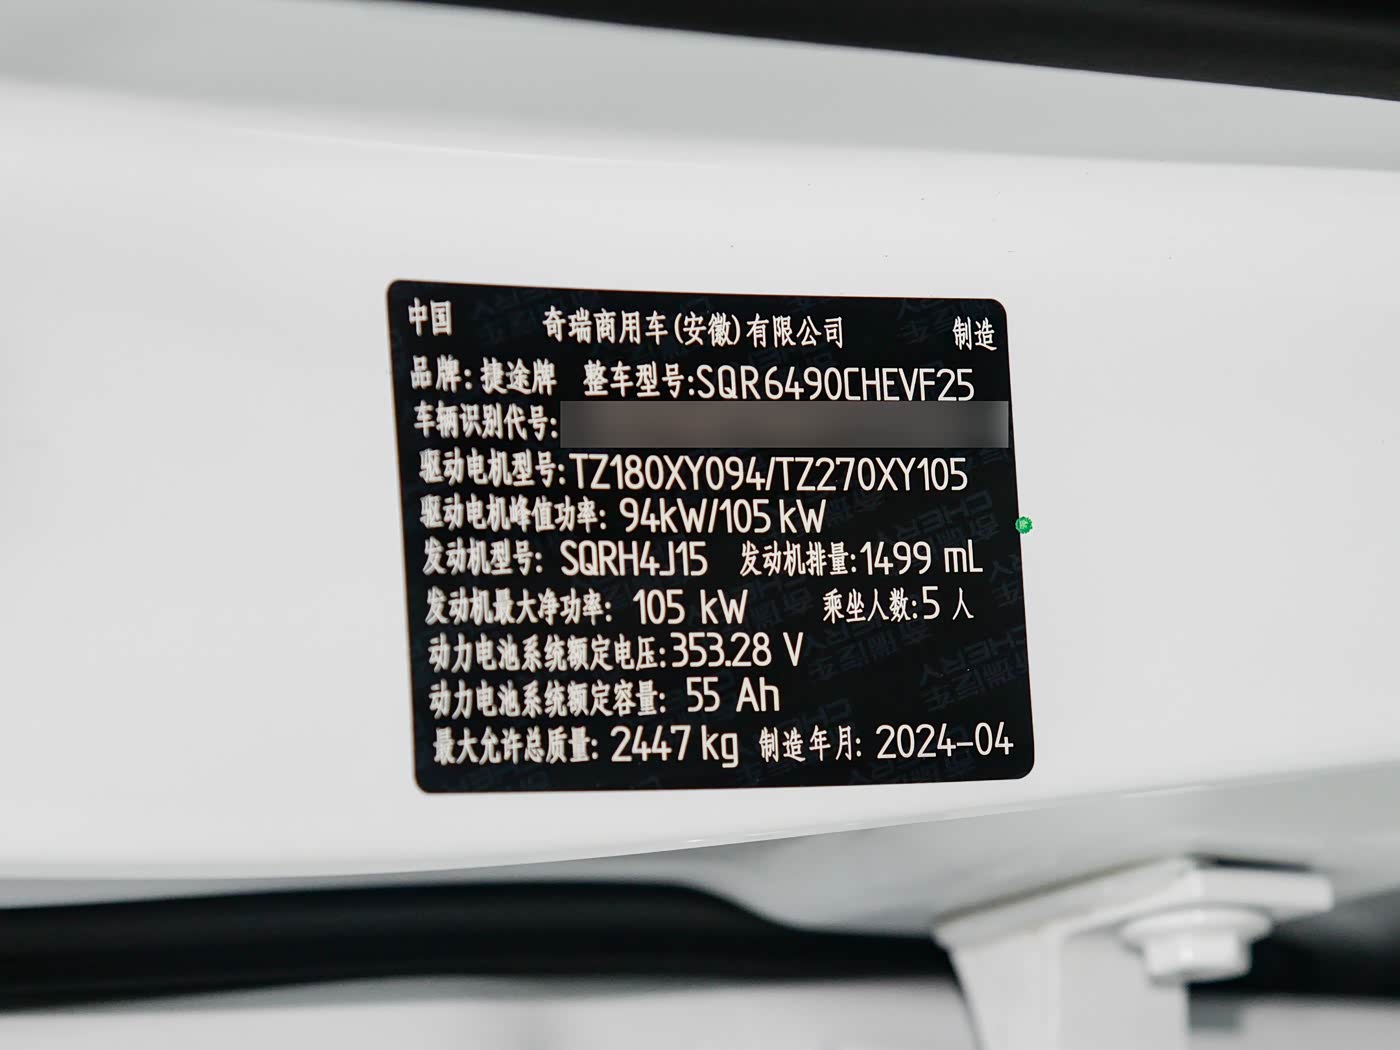 中国 奇瑞商用车(安徽)有限公司 制造
品牌:捷途牌 整车型号:SQR6490CHEVF25
车辆识别代号:
驱动电机型号:TZ180XY094/TZ270XY105
驱动电机峰值功率: 94kW/105kW
发动机型号: SQRH4J15 发动机排量:1499 mL
发动机最大净功率: 105 kW 乘坐人数:5 人
动力电池系统额定电压:353.28 V
动力电池系统额定容量: 55 Ah
最大允许总质量: 2447kg 制造年月: 2024-04